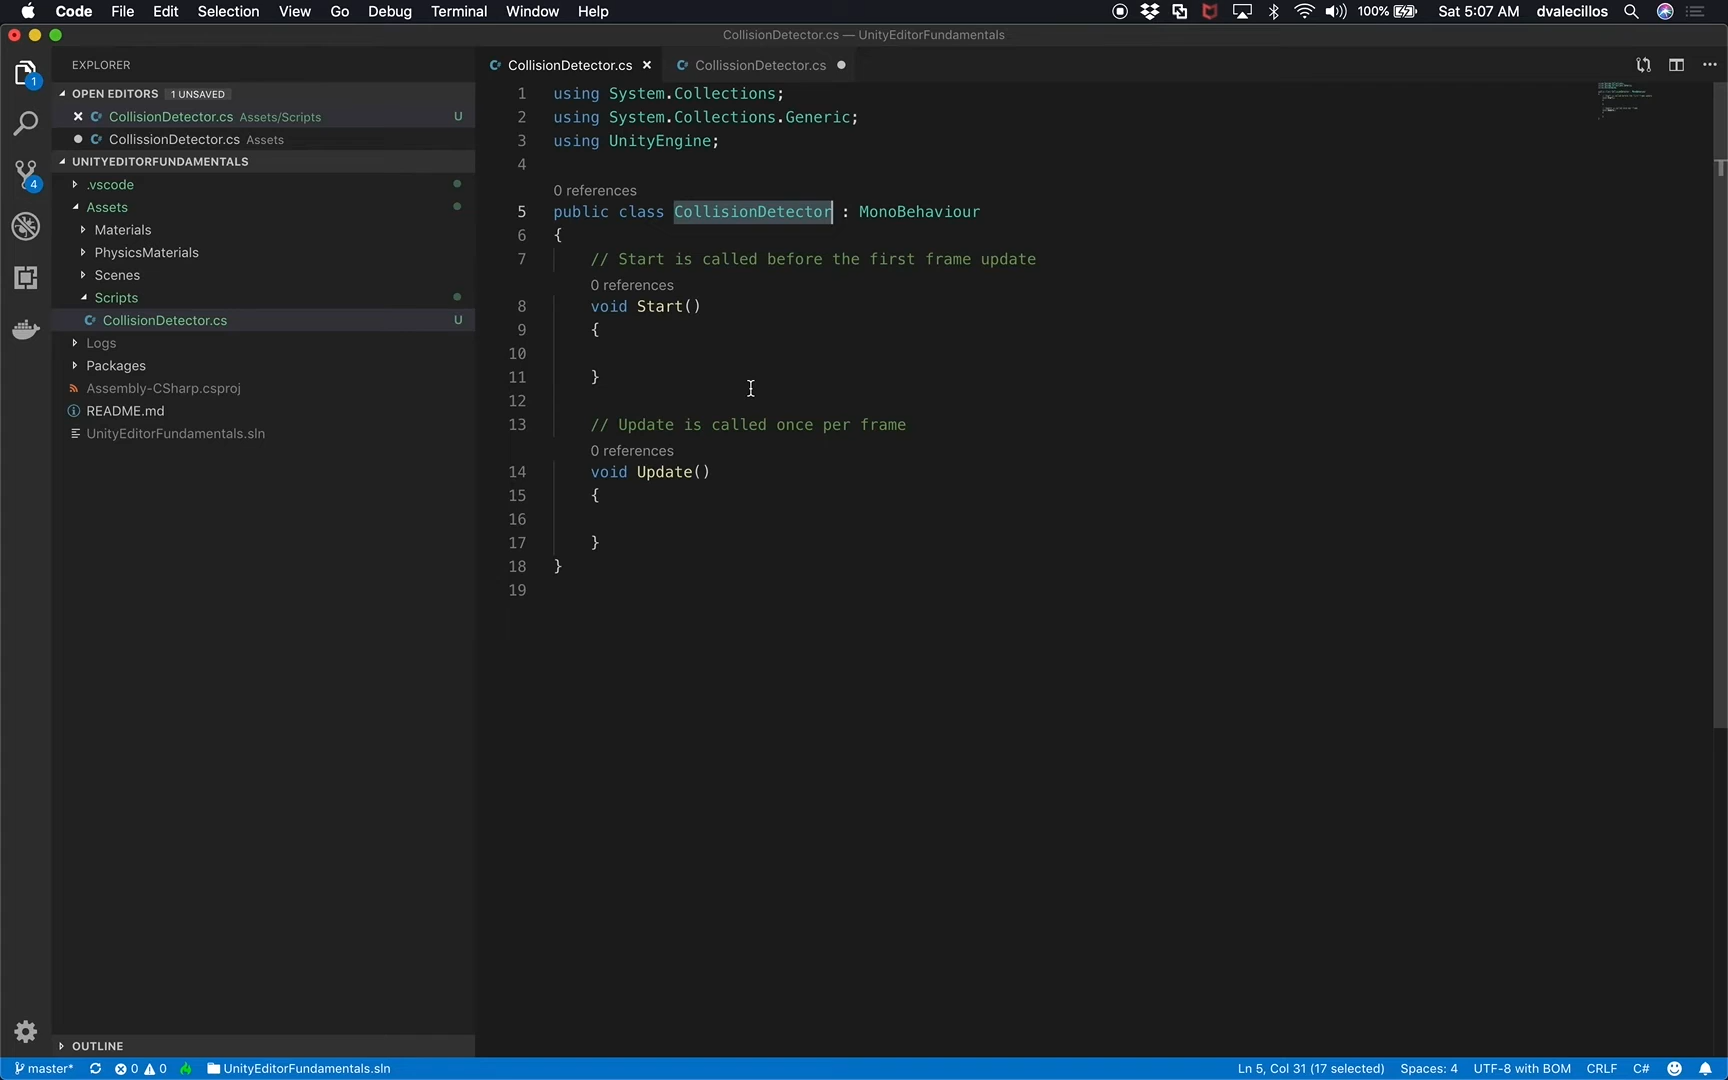 Code File Edit Selection View Go Debug Terminal Window Help 100% Sat 5:07 AM dvalecillos
CollisionDetector.cs — UnityEditorFundamentals
EXPLORER
OPEN EDITORS 1 UNSAVED
CollisionDetector.cs Assets/Scripts U
CollissionDetector.cs Assets
UNITYEDITORFUNDAMENTALS
.vscode
Assets
Materials
PhysicsMaterials
Scenes
Scripts
CollisionDetector.cs U
Logs
Packages
Assembly-CSharp.csproj
README.md
UnityEditorFundamentals.sln
OUTLINE
1
4
CollisionDetector.cs CollissionDetector.cs
1 using System.Collections;
2 using System.Collections.Generic;
3 using UnityEngine;
4
0 references
5 public class CollisionDetector : MonoBehaviour
6 {
7 // Start is called before the first frame update
0 references
8 void Start()
9 {
10
11 }
12
13 // Update is called once per frame
0 references
14 void Update()
15 {
16
17 }
18 }
19
master* 0 0 UnityEditorFundamentals.sln Ln 5, Col 31 (17 selected) Spaces: 4 UTF-8 with BOM CRLF C#